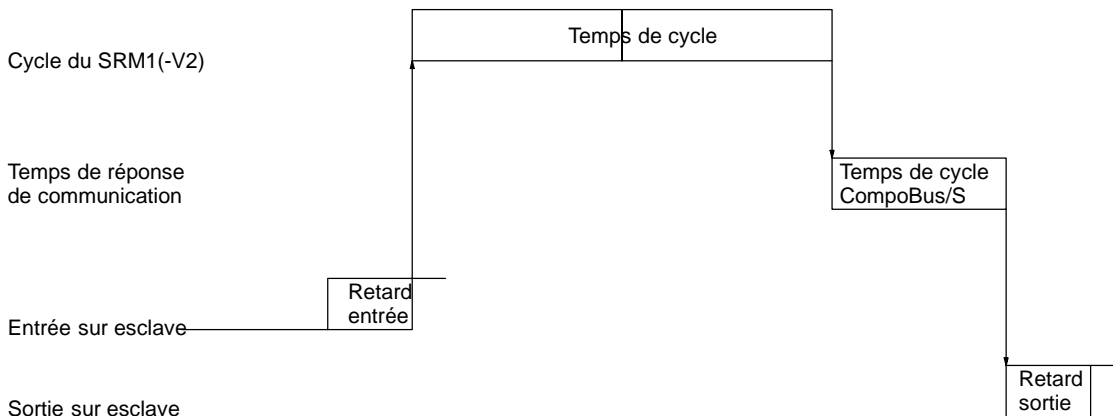 Temps de cycle
Cycle du SRM1(-V2)
Temps de réponse
de communication
Temps de cycle
CompoBus/S
Retard
entrée
Entrée sur esclave
Retard
sortie
Sortie sur esclave